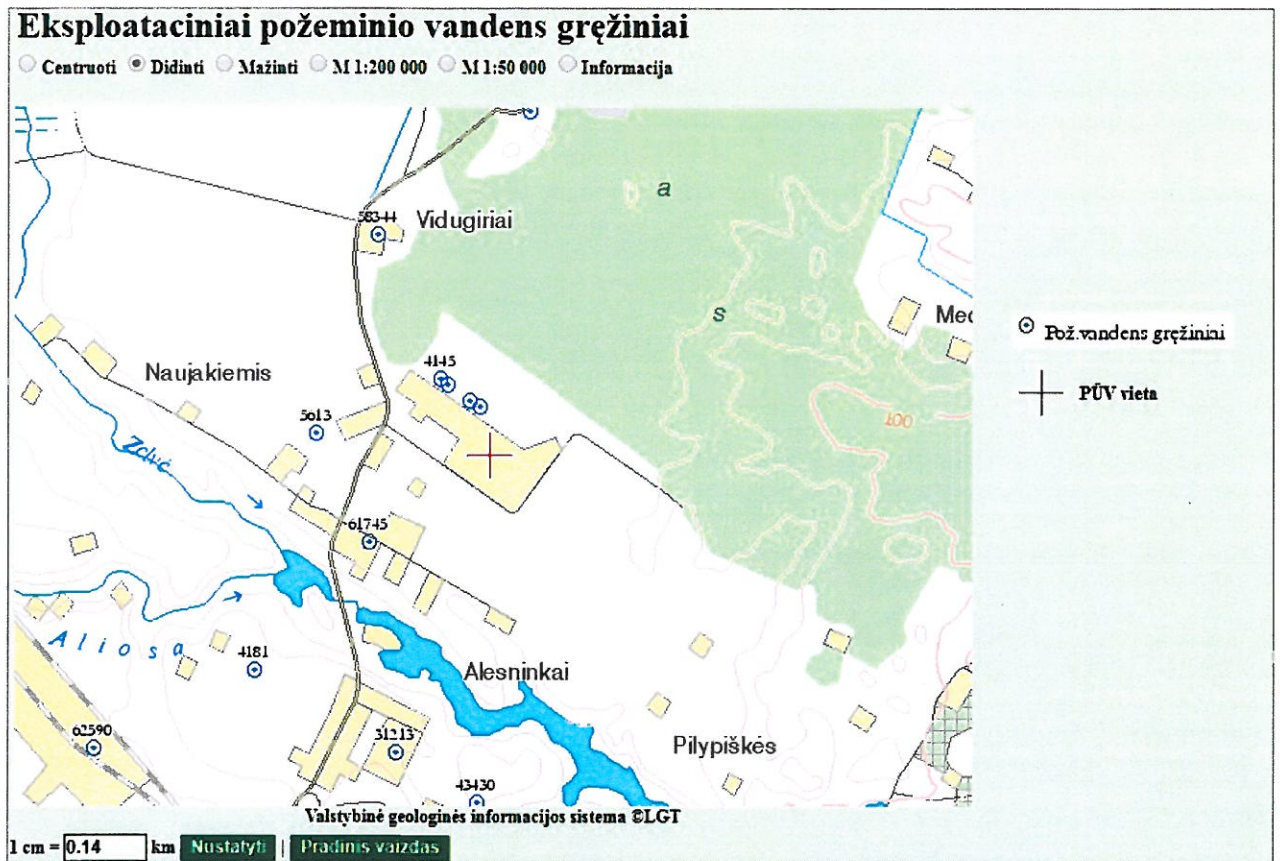 Eksploataciniai požeminio vandens gręžiniai
Centruoti Didinti Mažinti M 1:200 000 M 1:50 000 Informacija
a
58344
Vidugiriai
s
Med
Pož.vandens gręžiniai
4145
Naujakiemis
PŪV vieta
5613
100
61745
Aliosa
4181
Alesninkai
62590
31213
Pilypiškės
43430
Valstybinė geologinės informacijos sistema ©LGT
1 cm = 0.14 km Nustatyti | Pradinis vaizdas